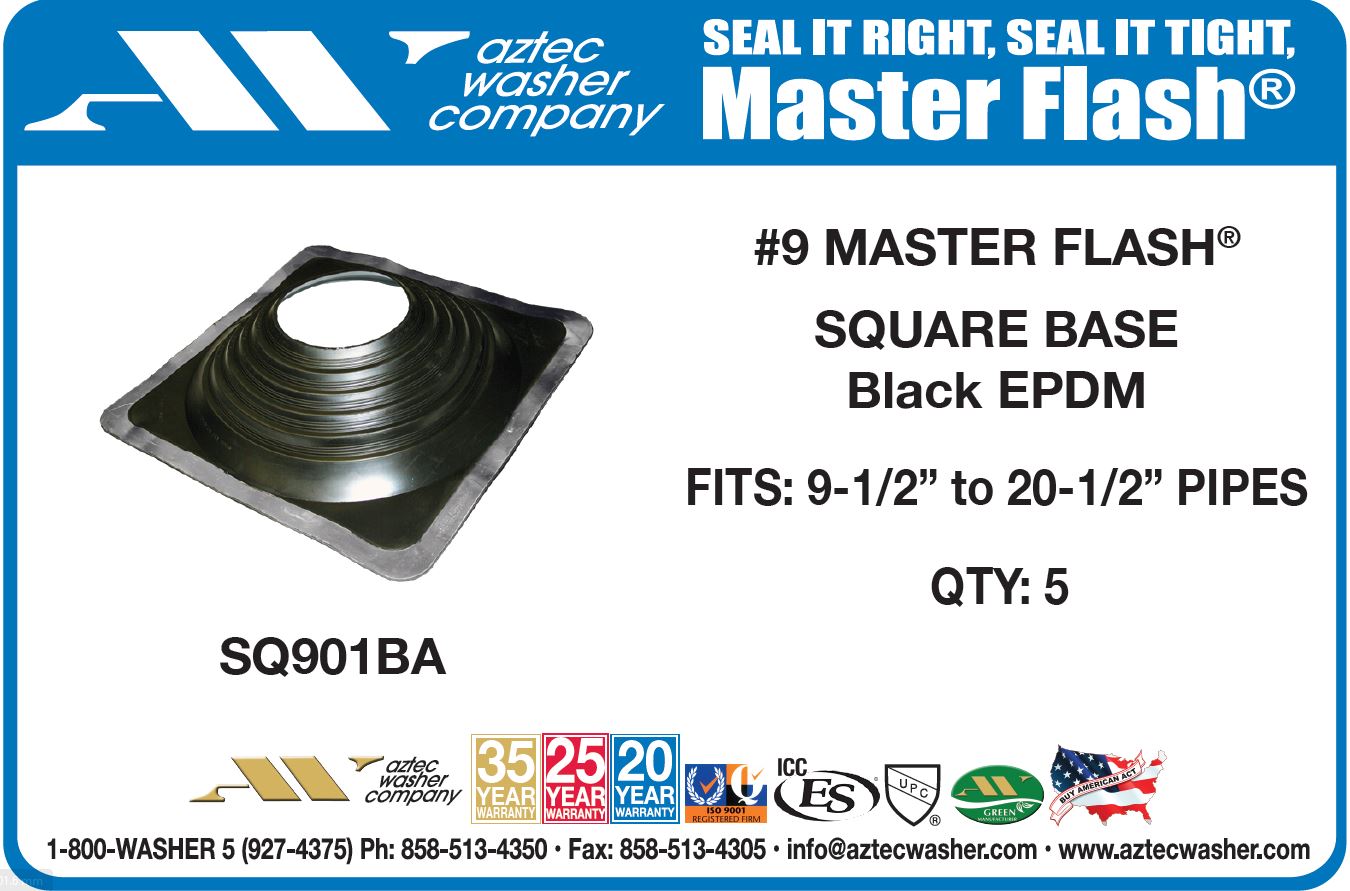 aztec
washer
company
SEAL IT RIGHT, SEAL IT TIGHT,
Master Flash®
#9 MASTER FLASH®
SQUARE BASE
Black EPDM
FITS: 9-1/2” to 20-1/2” PIPES
QTY: 5
SQ901BA
aztec
washer
company
35
YEAR
WARRANTY
25
YEAR
WARRANTY
20
YEAR
WARRANTY
ISO 9001
REGISTERED FIRM
ICC
ES
UPC
®
GREEN
MANUFACTURER
BUY AMERICAN ACT
1-800-WASHER 5 (927-4375) Ph: 858-513-4350 • Fax: 858-513-4305 • info@aztecwasher.com • www.aztecwasher.com